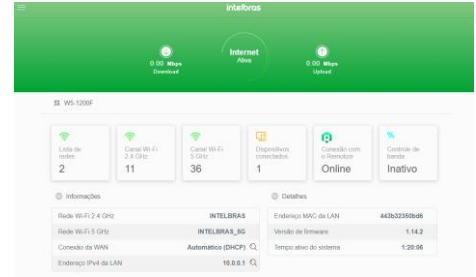 intelbras
0.00 Mbps
Download
Internet
Ativa
0.00 Mbps
Upload
W5-1200F
Lista de
redes
2
Canal Wi-Fi
2.4 GHz
11
Canal Wi-Fi
5 GHz
36
Dispositivos
conectados
1
Conexão com
o Remotize
Online
Controle de
banda
Inativo
Informações
Rede Wi-Fi 2.4 GHz INTELBRAS
Rede Wi-Fi 5 GHz INTELBRAS_5G
Conexão da WAN Automático (DHCP)
Endereço IPv4 da LAN 10.0.0.1
Detalhes
Endereço MAC da LAN 443b32350bd6
Versão de firmware 1.14.2
Tempo ativo do sistema 1:20:06